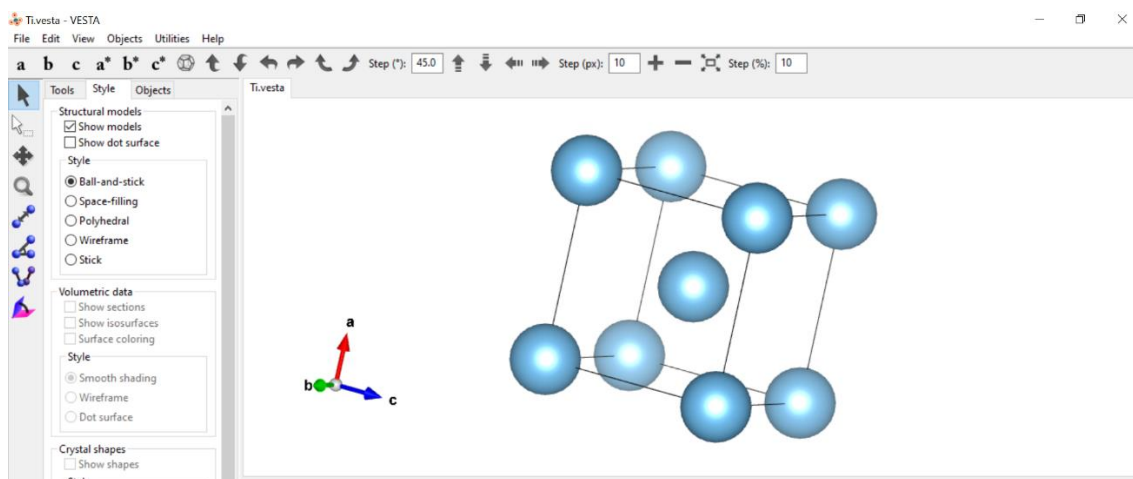 Ti.vesta - VESTA
File Edit View Objects Utilities Help
a b c a* b* c* Step (°): 45.0 Step (px): 10 Step (%): 10
Tools Style Objects
Ti.vesta
Structural models
Show models
Show dot surface
Style
Ball-and-stick
Space-filling
Polyhedral
Wireframe
Stick
Volumetric data
Show sections
Show isosurfaces
Surface coloring
Style
Smooth shading
Wireframe
Dot surface
Crystal shapes
Show shapes
a
b
c